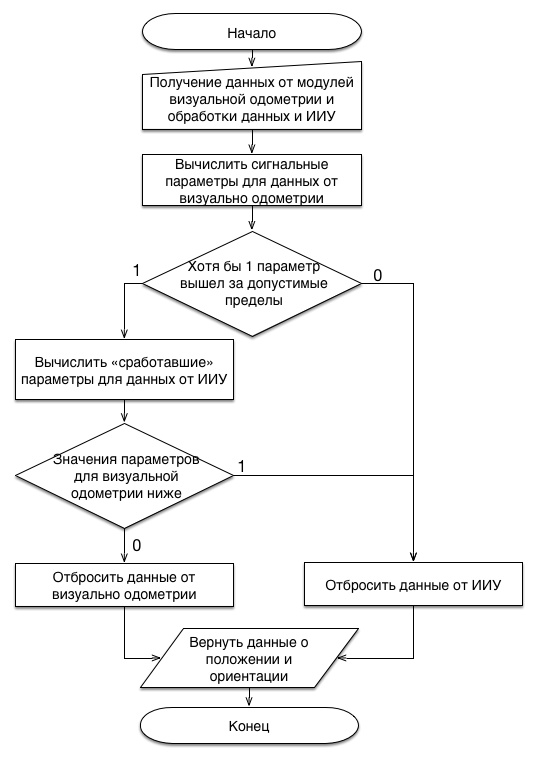 Начало
Получение данных от модулей
визуальной одометрии и
обработки данных и ИИУ
Вычислить сигнальные
параметры для данных от
визуально одометрии
Хотя бы 1 параметр
вышел за допустимые
пределы
1
0
Вычислить «сработавшие»
параметры для данных от ИИУ
Значения параметров
для визуальной
одометрии ниже
1
0
Отбросить данные от
визуально одометрии
Отбросить данные от ИИУ
Вернуть данные о
положении и
ориентации
Конец